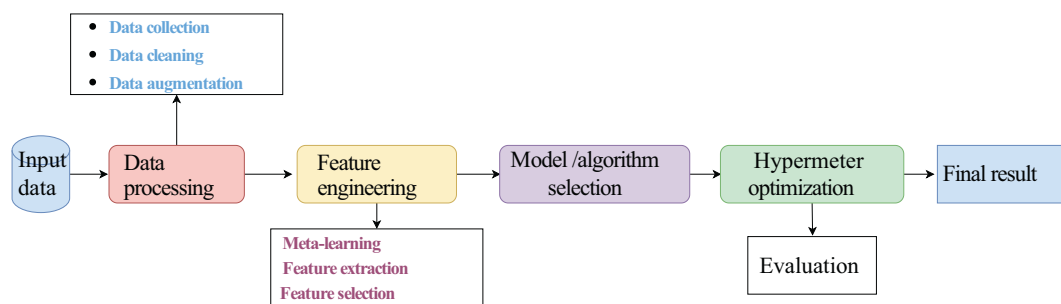 Data collection
Data cleaning
Data augmentation
Input
data
Data
processing
Feature
engineering
Model /algorithm
selection
Hypermeter
optimization
Final result
Meta-learning
Feature extraction
Feature selection
Evaluation